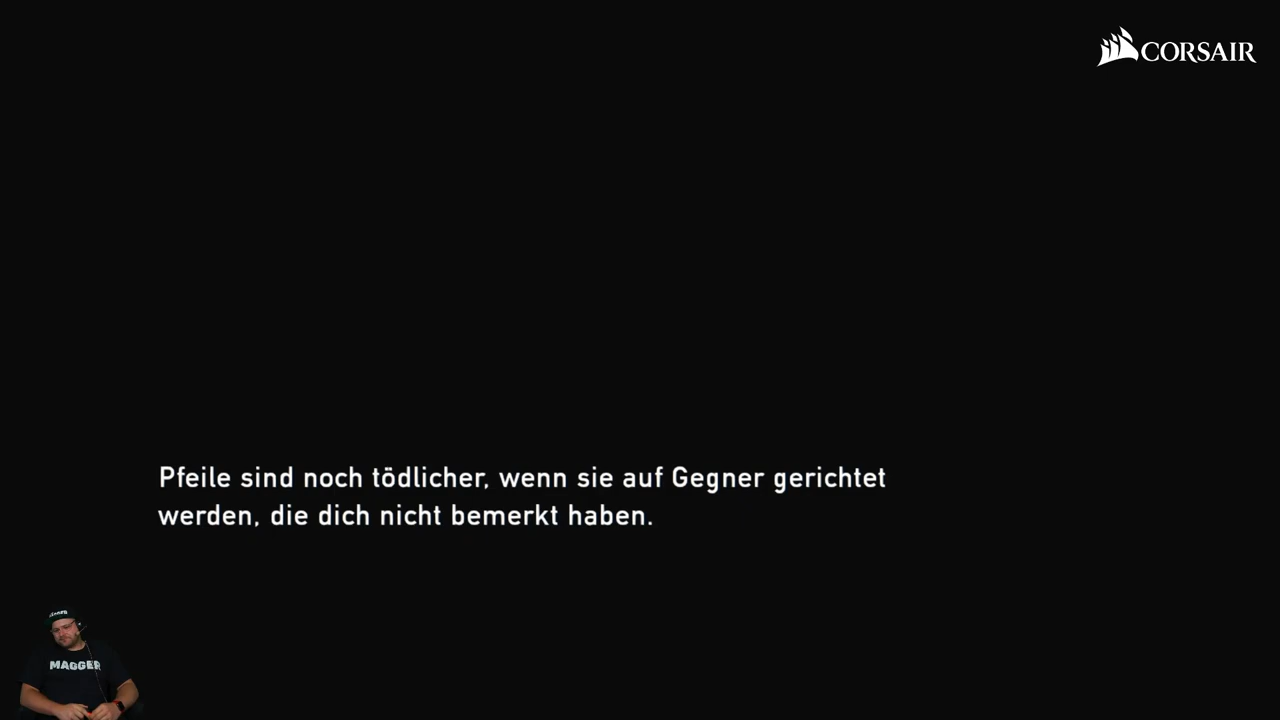 CORSAIR
Pfeile sind noch tödlicher, wenn sie auf Gegner gerichtet
werden, die dich nicht bemerkt haben.
MAGGER